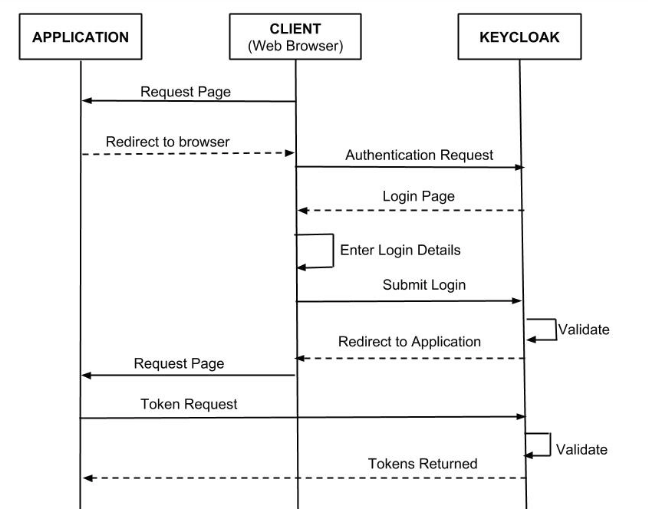 APPLICATION
CLIENT
(Web Browser)
KEYCLOAK
Request Page
Redirect to browser
Authentication Request
Login Page
Enter Login Details
Submit Login
Validate
Redirect to Application
Request Page
Token Request
Validate
Tokens Returned